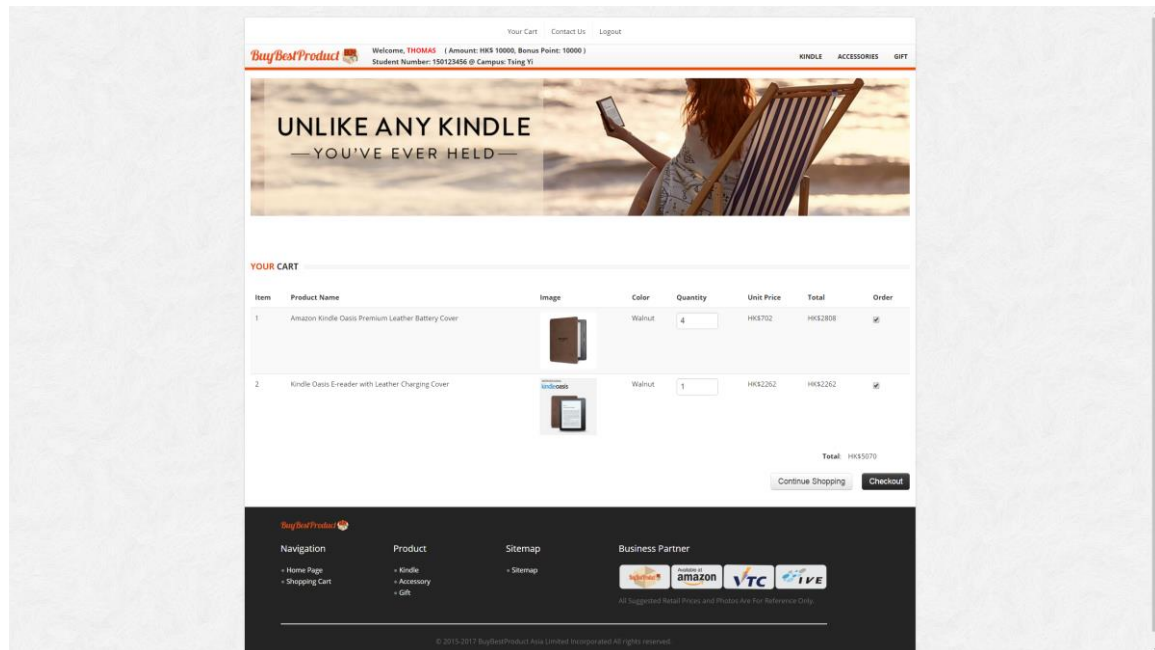 Your Cart Contact Us Logout
BuyBestProduct
Welcome, THOMAS ( Amount: HK$ 10000, Bonus Point: 10000 )
Student Number: 150123456 @ Campus: Tsing Yi
KINDLE ACCESSORIES GIFT
UNLIKE ANY KINDLE
—YOU'VE EVER HELD—
YOUR CART
Item Product Name Image Color Quantity Unit Price Total Order
1 Amazon Kindle Oasis Premium Leather Battery Cover Walnut 4 HK$702 HK$2808
2 Kindle Oasis E-reader with Leather Charging Cover Walnut 1 HK$2262 HK$2262
kindleoasis
Total: HK$5070
Continue Shopping Checkout
BuyBestProduct
Navigation Product Sitemap Business Partner
» Home Page » Kindle » Sitemap
» Shopping Cart » Accessory
» Gift
BuyBestProduct Available at amazon VTC IVE
All Suggested Retail Prices and Photos Are For Reference Only.
© 2015-2017 BuyBestProduct Asia Limited Incorporated All rights reserved.